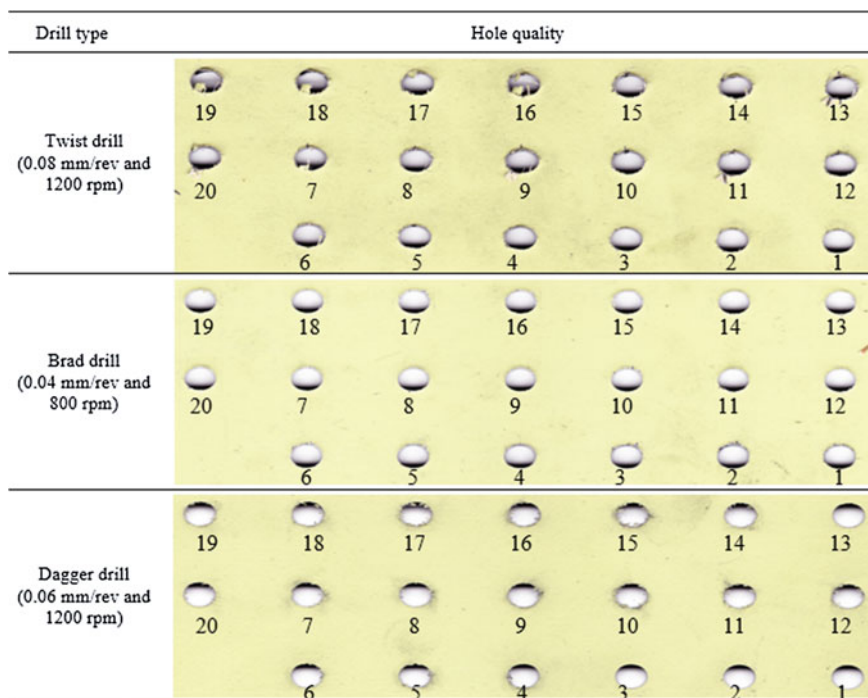 Drill type Hole quality
19 18 17 16 15 14 13
Twist drill
(0.08 mm/rev and
1200 rpm)
20 7 8 9 10 11 12
6 5 4 3 2 1
19 18 17 16 15 14 13
Brad drill
(0.04 mm/rev and
800 rpm)
20 7 8 9 10 11 12
6 5 4 3 2 1
19 18 17 16 15 14 13
Dagger drill
(0.06 mm/rev and
1200 rpm)
20 7 8 9 10 11 12
6 5 4 3 2 1